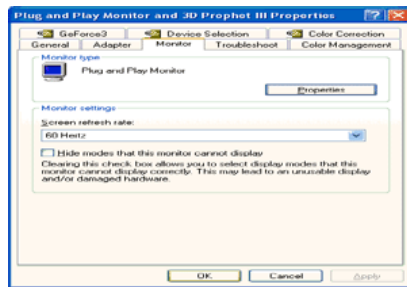 Plug and Play Monitor and 3D Prophet III Properties
GeForce3 Device Selection Color Correction
General Adapter Monitor Troubleshoot Color Management
Monitor type
Plug and Play Monitor
Properties
Monitor settings
Screen refresh rate:
60 Hertz
Hide modes that this monitor cannot display
Clearing this check box allows you to select display modes that this
monitor cannot display correctly. This may lead to an unusable display
and/or damaged hardware.
OK Cancel Apply